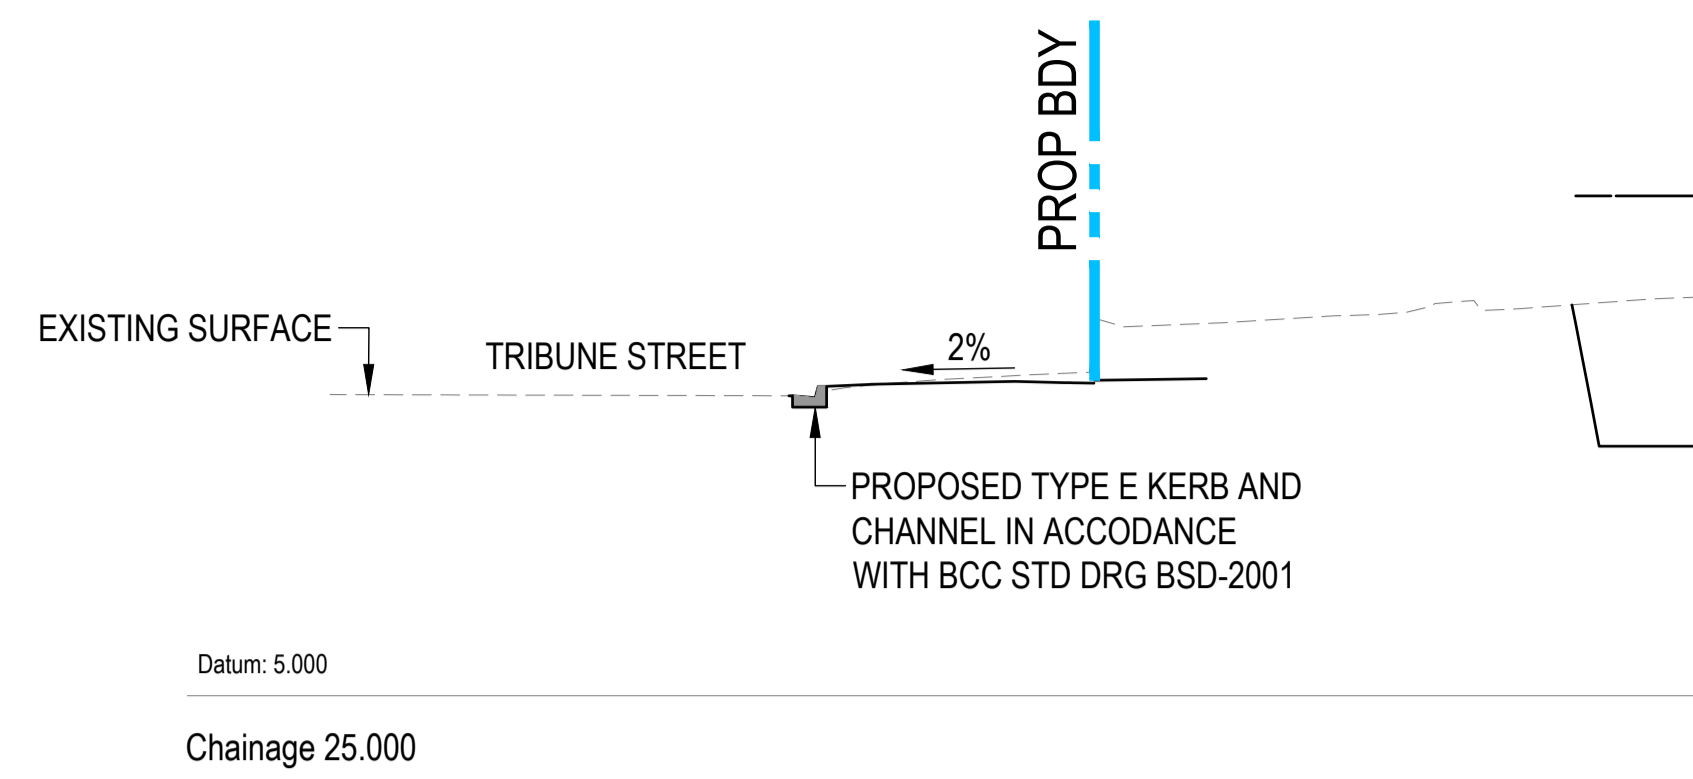 PROP BDY
EXISTING SURFACE
TRIBUNE STREET
2%
PROPOSED TYPE E KERB AND
CHANNEL IN ACCODANCE
WITH BCC STD DRG BSD-2001
Datum: 5.000
Chainage 25.000